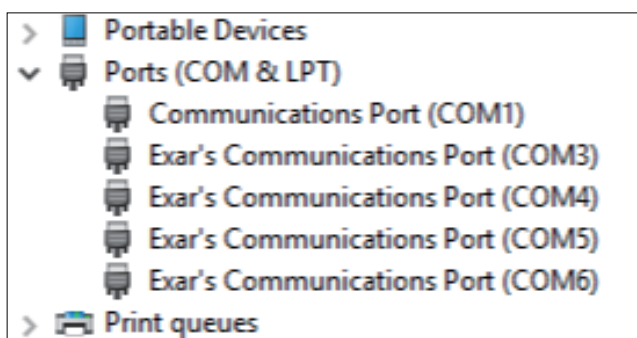 Portable Devices
Ports (COM & LPT)
Communications Port (COM1)
Exar's Communications Port (COM3)
Exar's Communications Port (COM4)
Exar's Communications Port (COM5)
Exar's Communications Port (COM6)
Print queues